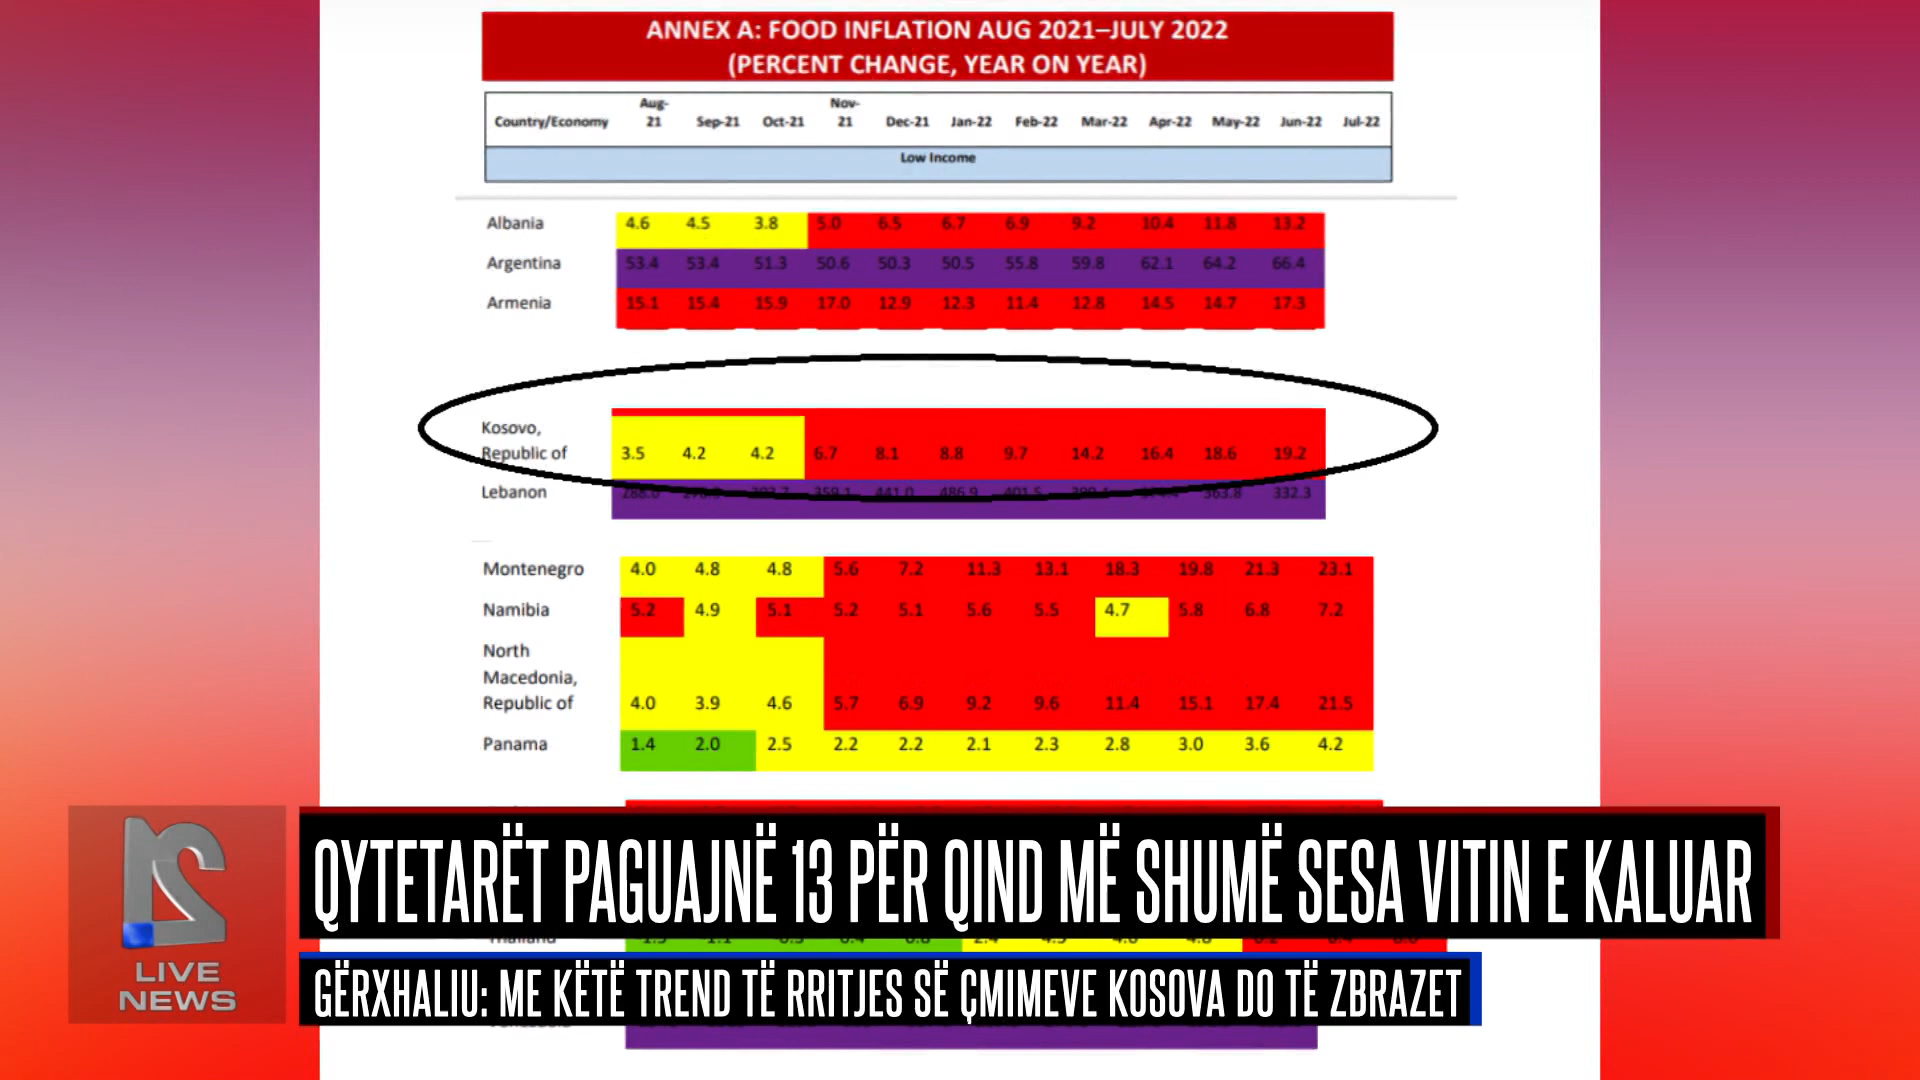 ANNEX A: FOOD INFLATION AUG 2021–JULY 2022
(PERCENT CHANGE, YEAR ON YEAR)
Country/Economy Aug-21 Sep-21 Oct-21 Nov-21 Dec-21 Jan-22 Feb-22 Mar-22 Apr-22 May-22 Jun-22 Jul-22
Low Income
Albania 4.6 4.5 3.8 5.0 6.5 6.7 6.9 9.2 10.4 11.8 13.2
Argentina 53.4 53.4 51.3 50.6 50.3 50.5 55.8 59.8 62.1 64.2 66.4
Armenia 15.1 15.4 15.9 17.0 12.9 12.3 11.4 12.8 14.5 14.7 17.3
Kosovo,
Republic of 3.5 4.2 4.2 6.7 8.1 8.8 9.7 14.2 16.4 18.6 19.2
Lebanon 359.1 441.0 486.9 401.5 363.8 332.3
Montenegro 4.0 4.8 4.8 5.6 7.2 11.3 13.1 18.3 19.8 21.3 23.1
Namibia 5.2 4.9 5.1 5.2 5.1 5.6 5.5 4.7 5.8 6.8 7.2
North
Macedonia,
Republic of 4.0 3.9 4.6 5.7 6.9 9.2 9.6 11.4 15.1 17.4 21.5
Panama 1.4 2.0 2.5 2.2 2.2 2.1 2.3 2.8 3.0 3.6 4.2
QYTETARËT PAGUAJNË 13 PËR QIND MË SHUMË SESA VITIN E KALUAR
Thailand
GËRXHALIU: ME KËTË TREND TË RRITJES SË ÇMIMEVE KOSOVA DO TË ZBRAZET
LIVE
NEWS